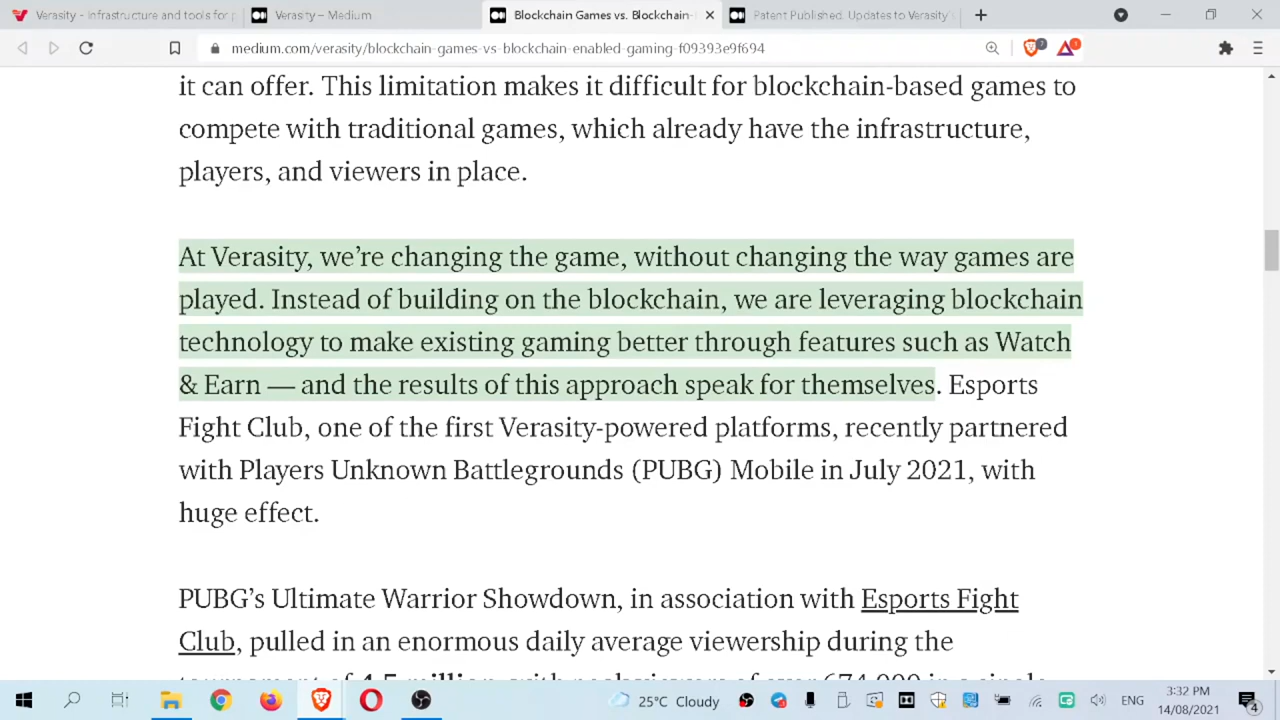 Verasity - Infrastructure and tools for
Verasity – Medium
Blockchain Games vs. Blockchain-
Patent Published, Updates to Verasity
medium.com/verasity/blockchain-games-vs-blockchain-enabled-gaming-f09393e9f694
it can offer. This limitation makes it difficult for blockchain-based games to
compete with traditional games, which already have the infrastructure,
players, and viewers in place.
At Verasity, we’re changing the game, without changing the way games are
played. Instead of building on the blockchain, we are leveraging blockchain
technology to make existing gaming better through features such as Watch
& Earn — and the results of this approach speak for themselves. Esports
Fight Club, one of the first Verasity-powered platforms, recently partnered
with Players Unknown Battlegrounds (PUBG) Mobile in July 2021, with
huge effect.
PUBG’s Ultimate Warrior Showdown, in association with Esports Fight
Club, pulled in an enormous daily average viewership during the
25°C Cloudy
ENG
3:32 PM
14/08/2021
4